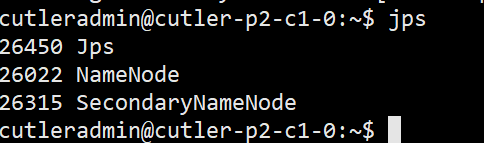 cutleradmin@cutler-p2-c1-0:~$ jps
26450 Jps
26022 NameNode
26315 SecondaryNameNode
cutleradmin@cutler-p2-c1-0:~$